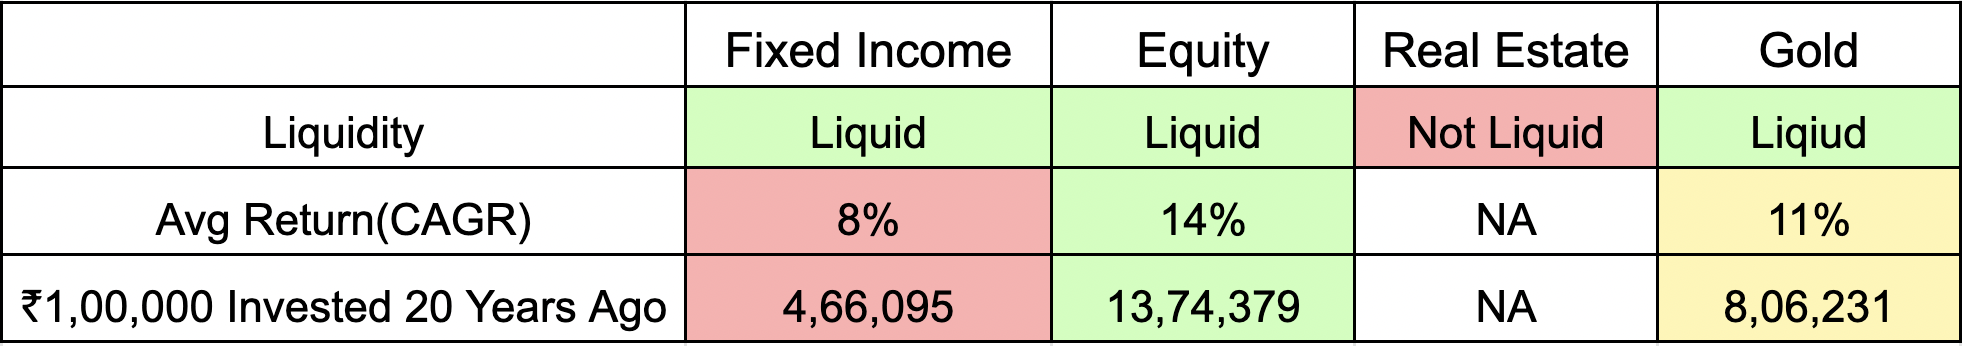 Fixed Income Equity Real Estate Gold
Liquidity Liquid Liquid Not Liquid Liqiud
Avg Return(CAGR) 8% 14% NA 11%
₹1,00,000 Invested 20 Years Ago 4,66,095 13,74,379 NA 8,06,231